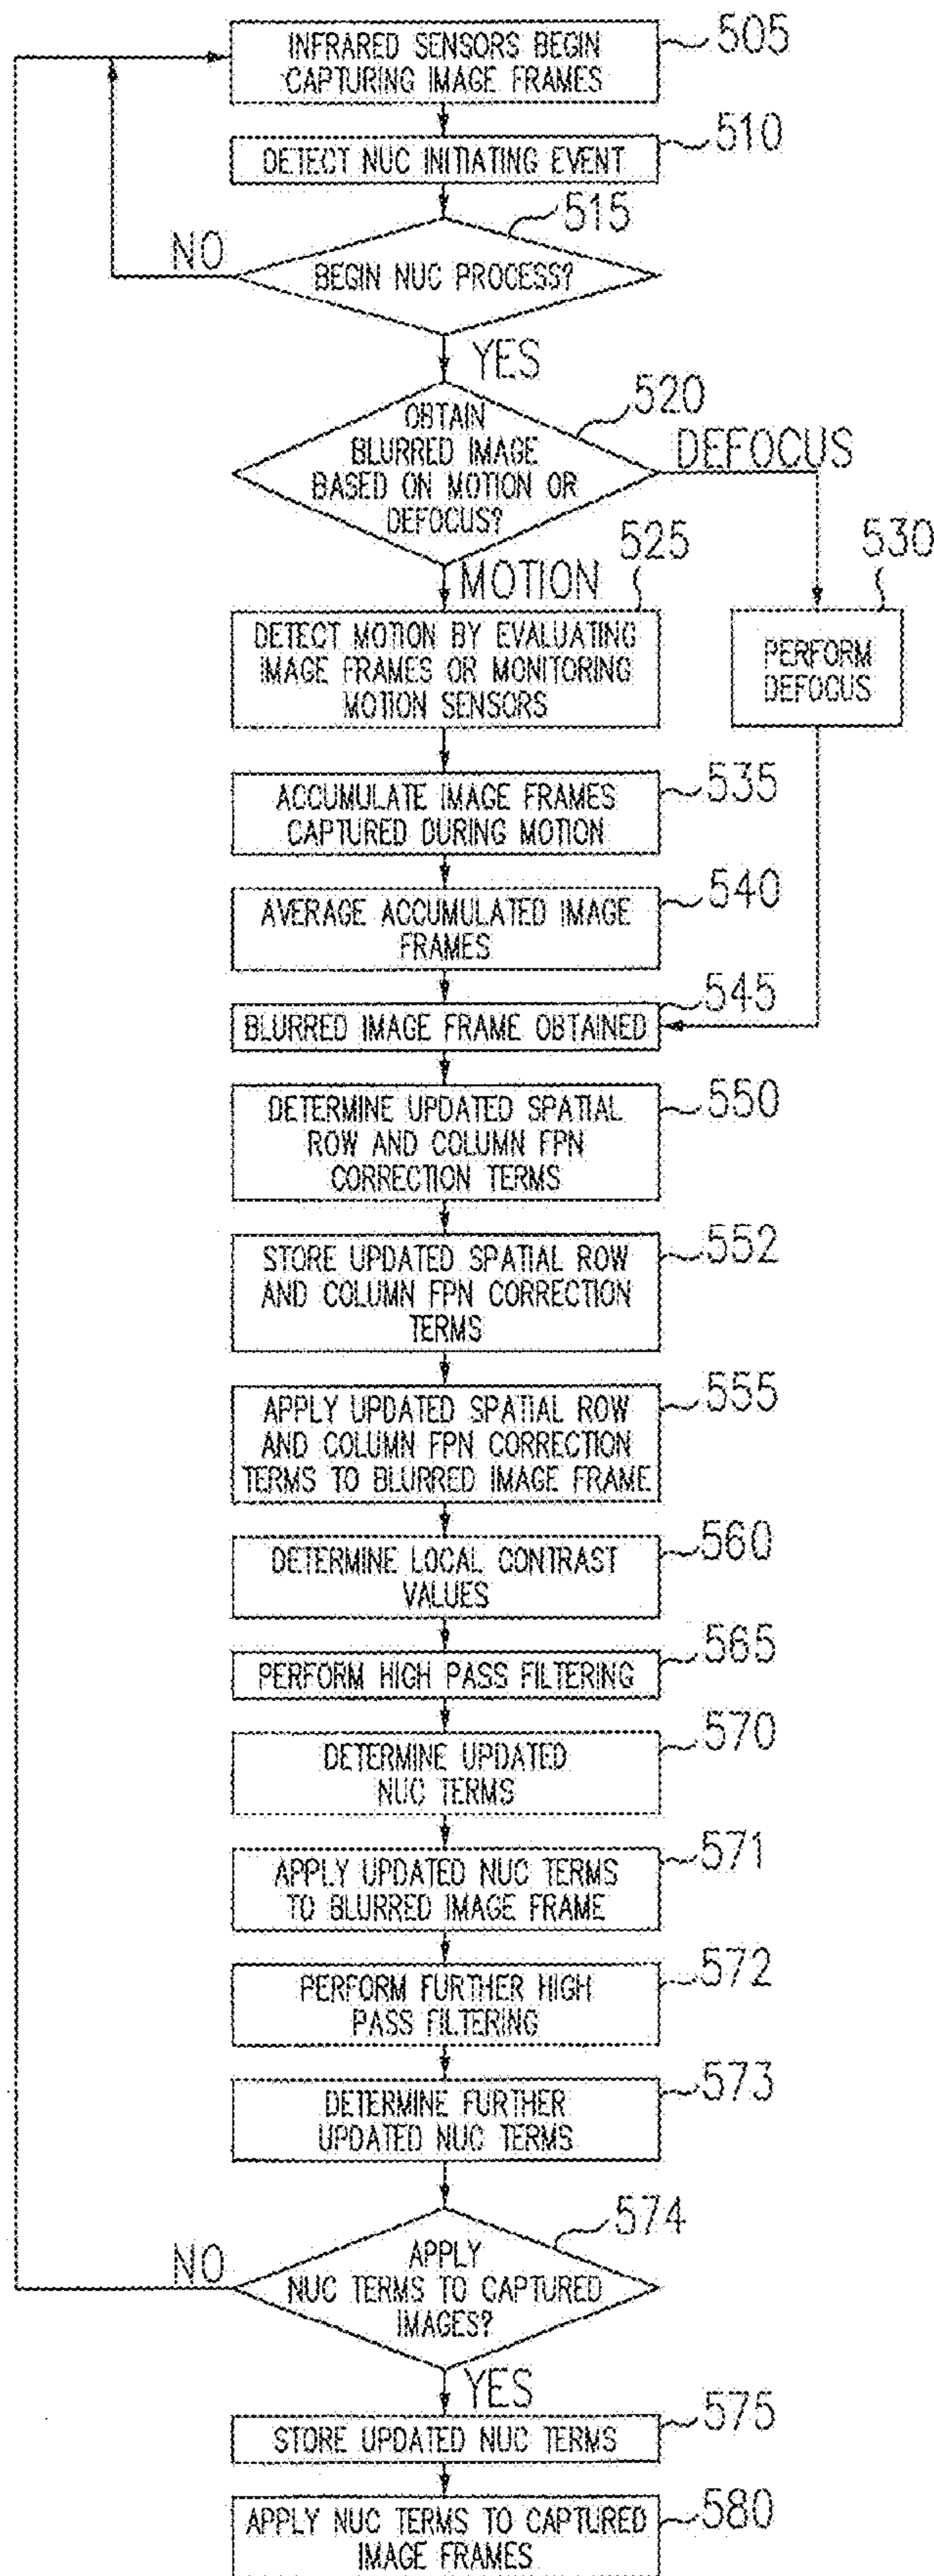 INFRARED SENSORS BEGIN
CAPTURING IMAGE FRAMES
505
DETECT NUC INITIATING EVENT
510
515
NO
BEGIN NUC PROCESS?
YES
520
OBTAIN
BLURRED IMAGE
BASED ON MOTION OR
DEFOCUS?
DEFOCUS
MOTION
525
530
DETECT MOTION BY EVALUATING
IMAGE FRAMES OR MONITORING
MOTION SENSORS
PERFORM
DEFOCUS
ACCUMULATE IMAGE FRAMES
CAPTURED DURING MOTION
535
AVERAGE ACCUMULATED IMAGE
FRAMES
540
BLURRED IMAGE FRAME OBTAINED
545
DETERMINE UPDATED SPATIAL
ROW AND COLUMN FPN
CORRECTION TERMS
550
STORE UPDATED SPATIAL ROW
AND COLUMN FPN CORRECTION
TERMS
552
APPLY UPDATED SPATIAL ROW
AND COLUMN FPN CORRECTION
TERMS TO BLURRED IMAGE FRAME
555
DETERMINE LOCAL CONTRAST
VALUES
560
PERFORM HIGH PASS FILTERING
565
DETERMINE UPDATED
NUC TERMS
570
APPLY UPDATED NUC TERMS
TO BLURRED IMAGE FRAME
571
PERFORM FURTHER HIGH
PASS FILTERING
572
DETERMINE FURTHER
UPDATED NUC TERMS
573
574
NO
APPLY
NUC TERMS TO CAPTURED
IMAGES?
YES
STORE UPDATED NUC TERMS
575
APPLY NUC TERMS TO CAPTURED
IMAGE FRAMES
580